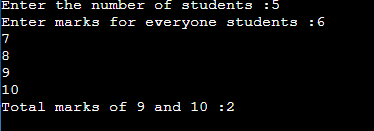 Enter the number of students :5
Enter marks for everyone students :6
7
8
9
10
Total marks of 9 and 10 :2